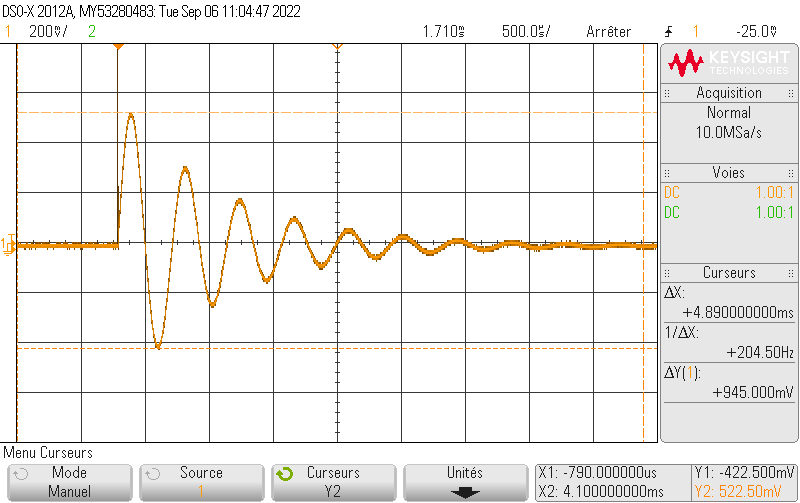 DSO-X 2012A, MY53280483: Tue Sep 06 11:04:47 2022
1 200♉/ 2 1.710s 500.0s/ Arrêter 1 -25.0♉
KEYSIGHT
TECHNOLOGIES
Acquisition
Normal
10.0MSa/s
Voies
DC 1.00:1
DC 1.00:1
Curseurs
ΔX:
+4.890000000ms
1/ΔX:
+204.50Hz
ΔY(1):
+945.000mV
1
Menu Curseurs
Mode
Manuel
Source
1
Curseurs
Y2
Unités
X1: -790.000000us
X2: 4.100000000ms
Y1: -422.500mV
Y2: 522.50mV